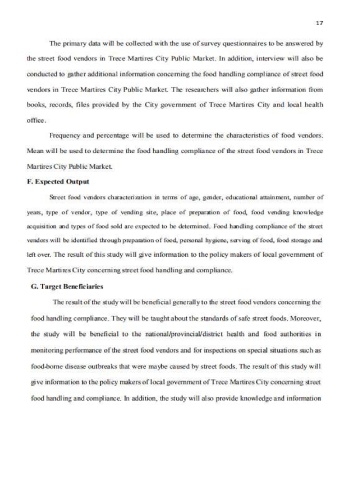 17
The primary data will be collected with the use of survey questionnaires to be answered by
the street food vendors in Trece Martires City Public Market. In addition, interview will also be
conducted to gather additional information concerning the food handling compliance of street food
vendors in Trece Martires City Public Market. The researchers will also gather information from
books, records, files provided by the City government of Trece Martires City and local health
office.
Frequency and percentage will be used to determine the characteristics of food vendors.
Mean will be used to determine the food handling compliance of the street food vendors in Trece
Martires City Public Market.
F. Expected Output
Street food vendors characterization in terms of age, gender, educational attainment, number of
years, type of vendor, type of vending site, place of preparation of food, food vending knowledge
acquisition and types of food sold are expected to be determined. Food handling compliance of the street
vendors will be identified through preparation of food, personal hygiene, serving of food, food storage and
left over. The result of this study will give information to the policy makers of local government of
Trece Martires City concerning street food handling and compliance.
G. Target Beneficiaries
The result of the study will be beneficial generally to the street food vendors concerning the
food handling compliance. They will be taught about the standards of safe street foods. Moreover,
the study will be beneficial to the national/provincial/district health and food authorities in
monitoring performance of the street food vendors and for inspections on special situations such as
food-borne disease outbreaks that were maybe caused by street foods. The result of this study will
give information to the policy makers of local government of Trece Martires City concerning street
food handling and compliance. In addition, the study will also provide knowledge and information